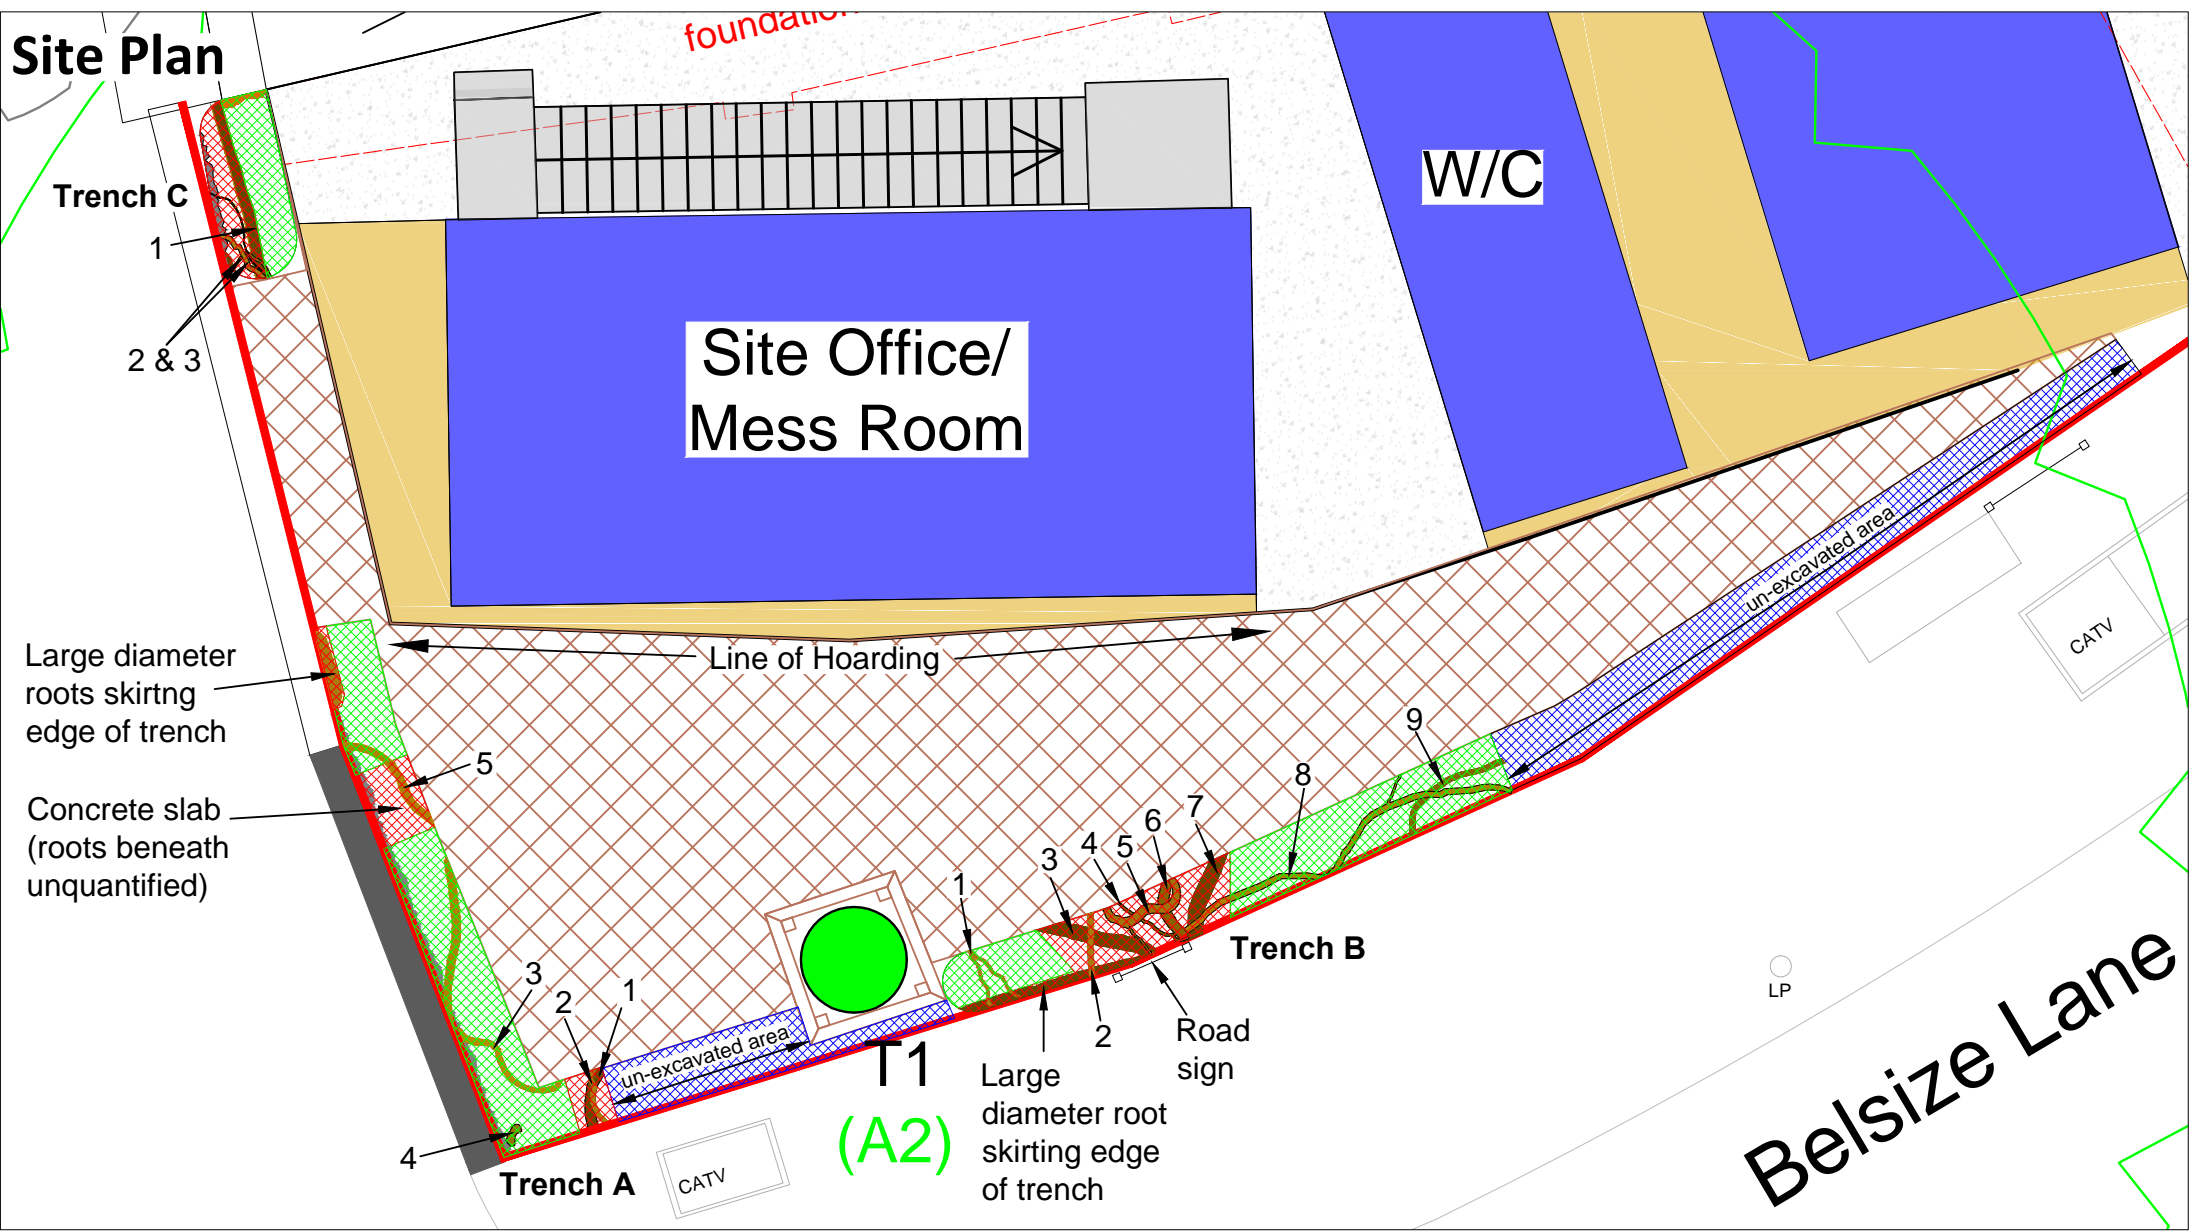 Site Plan
foundation
W/C
Trench C
1
2 & 3
Site Office/
Mess Room
Line of Hoarding
un-excavated area
CATV
Large diameter
roots skirtng
edge of trench
5
Concrete slab
(roots beneath
unquantified)
9
8
7
6
5
4
3
1
Trench B
3
2
1
un-excavated area
T1
(A2)
2
Road
sign
Large
diameter root
skirting edge
of trench
LP
Belsize Lane
4
Trench A
CATV